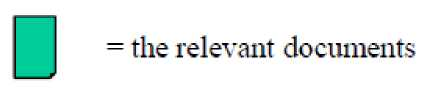 = the relevant documents